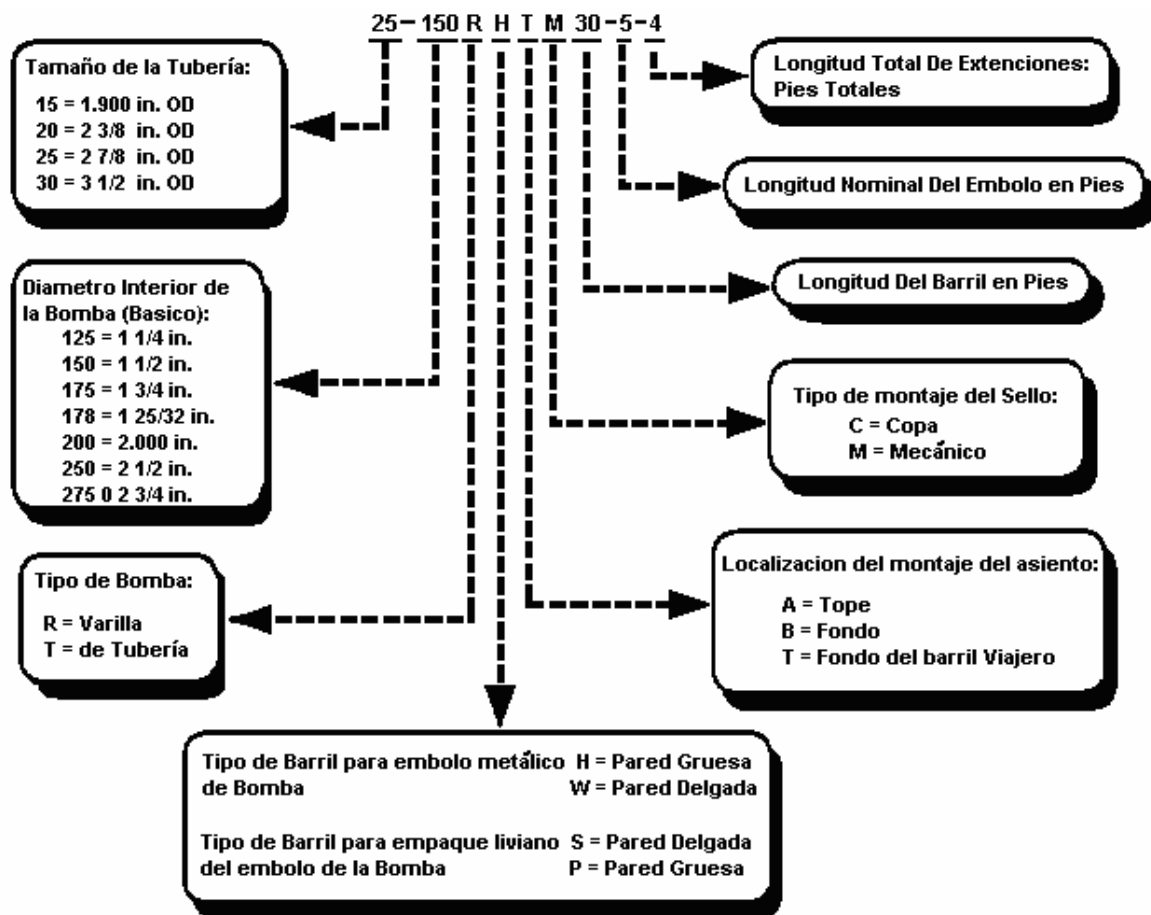 25-150 R H T M 30-5-4
Tamaño de la Tubería:
15 = 1.900 in. OD
20 = 2 3/8 in. OD
25 = 2 7/8 in. OD
30 = 3 1/2 in. OD
Diametro Interior de
la Bomba (Basico):
125 = 1 1/4 in.
150 = 1 1/2 in.
175 = 1 3/4 in.
178 = 1 25/32 in.
200 = 2.000 in.
250 = 2 1/2 in.
275 0 2 3/4 in.
Tipo de Bomba:
R = Varilla
T = de Tubería
Tipo de Barril para embolo metálico H = Pared Gruesa
de Bomba W = Pared Delgada
Tipo de Barril para empaque liviano S = Pared Delgada
del embolo de la Bomba P = Pared Gruesa
Longitud Total De Extenciones:
Pies Totales
Longitud Nominal Del Embolo en Pies
Longitud Del Barril en Pies
Tipo de montaje del Sello:
C = Copa
M = Mecánico
Localizacion del montaje del asiento:
A = Tope
B = Fondo
T = Fondo del barril Viajero